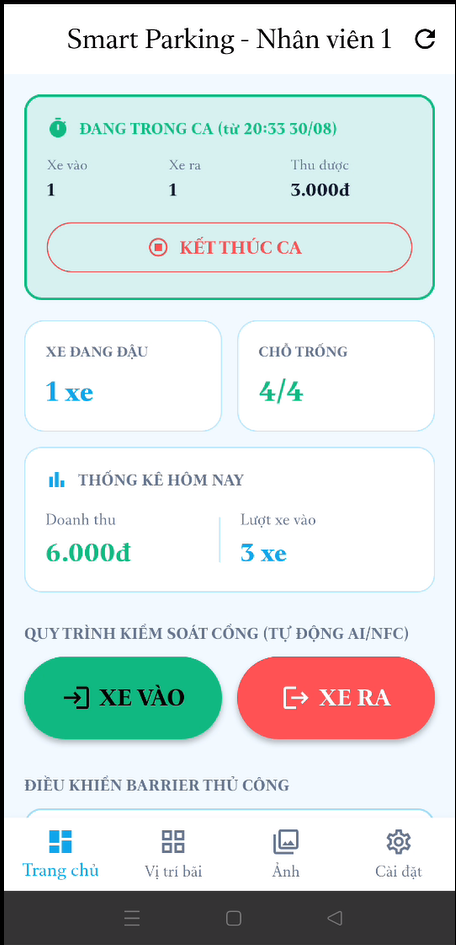 Smart Parking - Nhân viên 1
ĐANG TRONG CA (từ 20:33 30/08)
Xe vào Xe ra Thu được
1 1 3.000đ
KẾT THÚC CA
XE ĐANG ĐẬU
1 xe
CHỖ TRỐNG
4/4
THỐNG KÊ HÔM NAY
Doanh thu Lượt xe vào
6.000đ 3 xe
QUY TRÌNH KIỂM SOÁT CỔNG (TỰ ĐỘNG AI/NFC)
XE VÀO XE RA
ĐIỀU KHIỂN BARRIER THỦ CÔNG
Trang chủ Vị trí bãi Ảnh Cài đặt